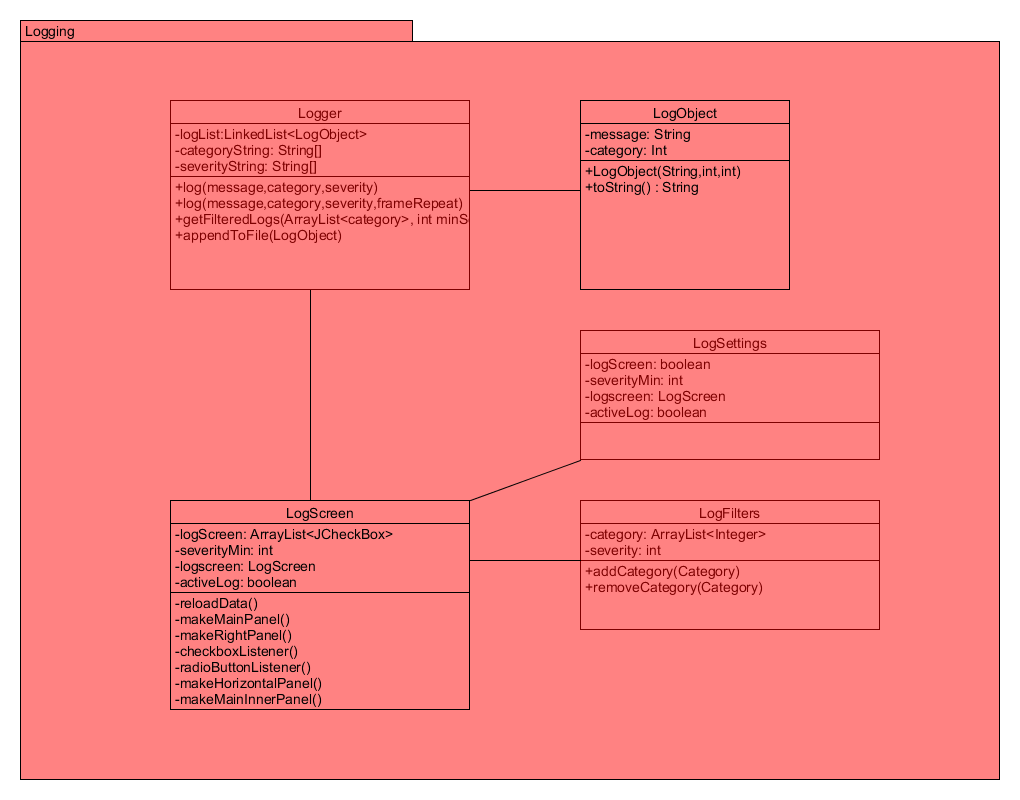 Logging
Logger
-logList:LinkedList<LogObject>
-categoryString: String[]
-severityString: String[]
+log(message,category,severity)
+log(message,category,severity,frameRepeat)
+getFilteredLogs(ArrayList<category>, int minS
+appendToFile(LogObject)
LogObject
-message: String
-category: Int
+LogObject(String,int,int)
+toString() : String
LogSettings
-logScreen: boolean
-severityMin: int
-logscreen: LogScreen
-activeLog: boolean
LogScreen
-logScreen: ArrayList<JCheckBox>
-severityMin: int
-logscreen: LogScreen
-activeLog: boolean
-reloadData()
-makeMainPanel()
-makeRightPanel()
-checkboxListener()
-radioButtonListener()
-makeHorizontalPanel()
-makeMainInnerPanel()
LogFilters
-category: ArrayList<Integer>
-severity: int
+addCategory(Category)
+removeCategory(Category)